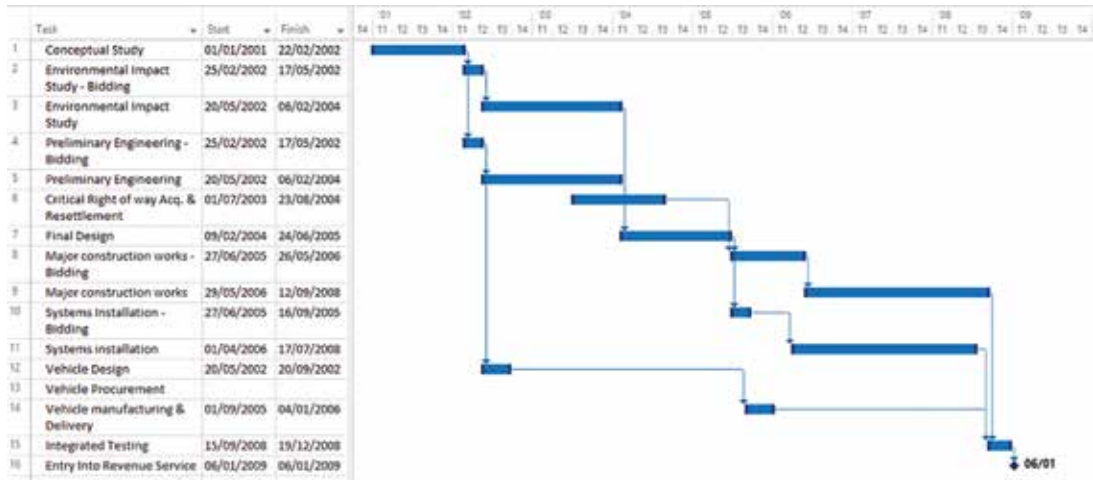 '01 '02 '03 '04 '05 '06 '07 '08 '09
Task Start Finish T4 T1 T2 T3 T4 T1 T2 T3 T4 T1 T2 T3 T4 T1 T2 T3 T4 T1 T2 T3 T4 T1 T2 T3 T4 T1 T2 T3 T4 T1 T2 T3 T4 T1 T2 T3 T4
1 Conceptual Study 01/01/2001 22/02/2002
2 Environmental Impact 25/02/2002 17/05/2002
Study - Bidding
3 Environmental Impact 20/05/2002 06/02/2004
Study
4 Preliminary Engineering - 25/02/2002 17/05/2002
Bidding
5 Preliminary Engineering 20/05/2002 06/02/2004
6 Critical Right of way Acq. & 01/07/2003 23/08/2004
Resettlement
7 Final Design 09/02/2004 24/06/2005
8 Major construction works - 27/06/2005 26/05/2006
Bidding
9 Major construction works 29/05/2006 12/09/2008
10 Systems Installation - 27/06/2005 16/09/2005
Bidding
11 Systems installation 01/04/2006 17/07/2008
12 Vehicle Design 20/05/2002 20/09/2002
13 Vehicle Procurement
14 Vehicle manufacturing & 01/09/2005 04/01/2006
Delivery
15 Integrated Testing 15/09/2008 19/12/2008
16 Entry Into Revenue Service 06/01/2009 06/01/2009
06/01